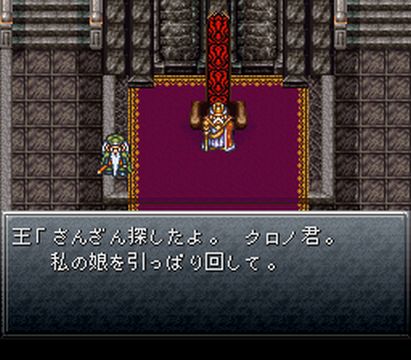 王「さんざん探したよ。 クロノ君。
私の娘を引っぱり回して。